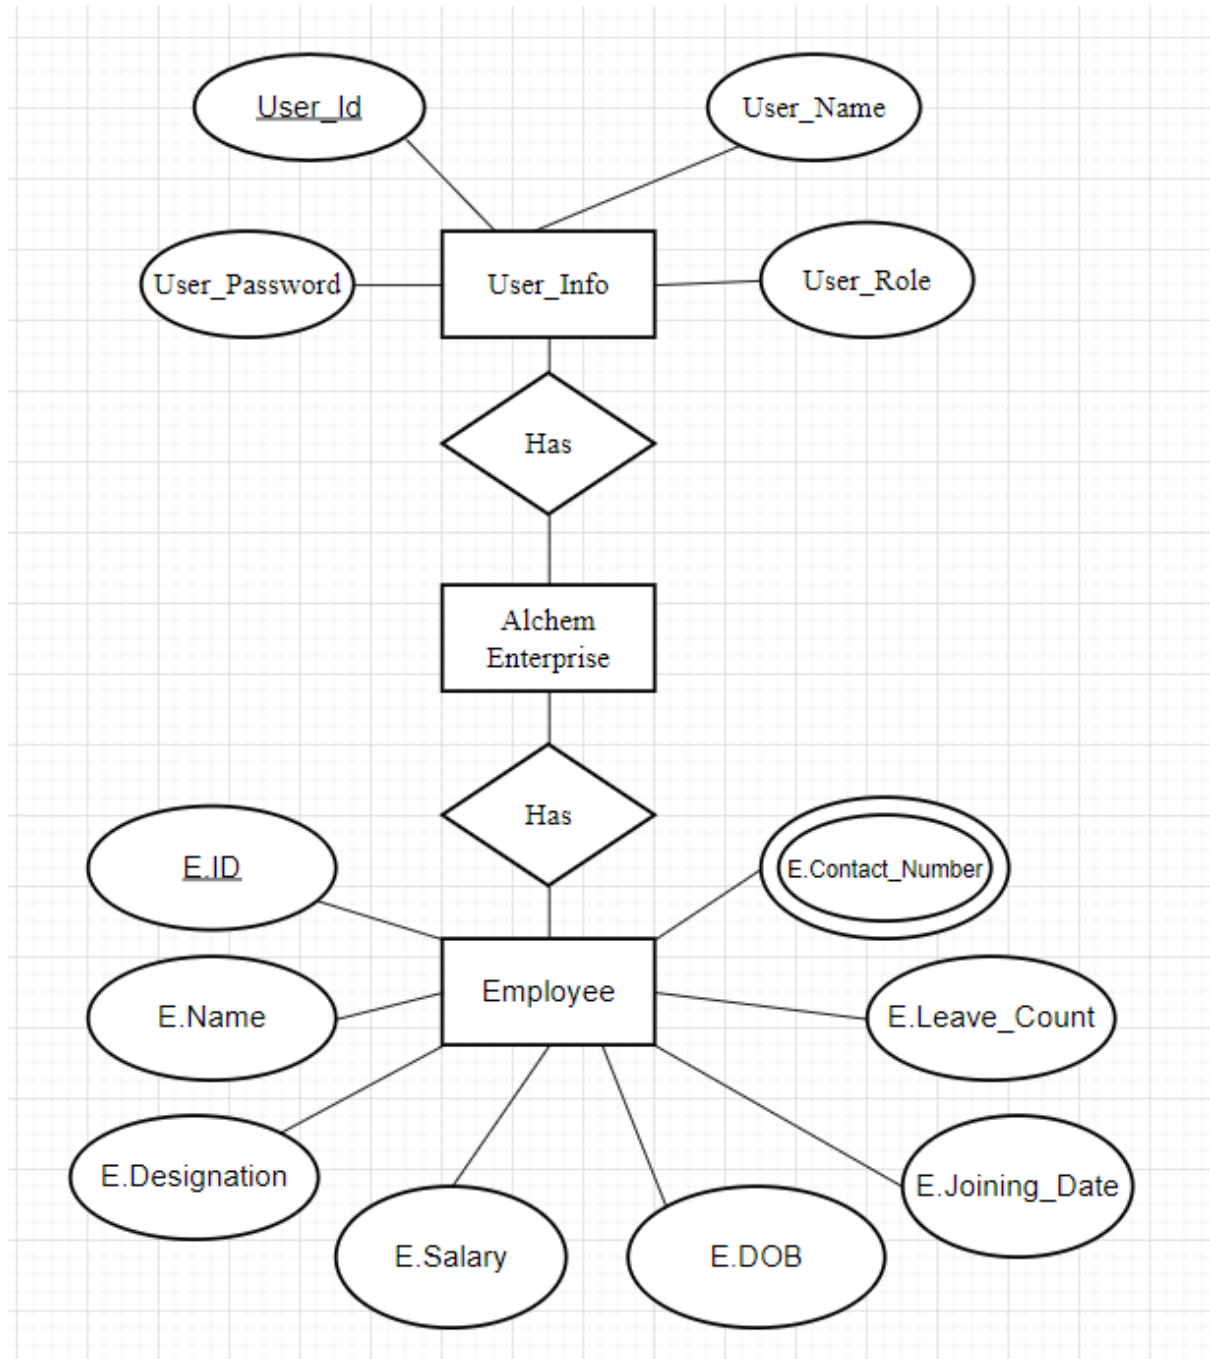 User_Id
User_Name
User_Password
User_Info
User_Role
Has
Alchem
Enterprise
Has
E.ID
E.Contact_Number
E.Name
Employee
E.Leave_Count
E.Designation
E.Joining_Date
E.Salary
E.DOB